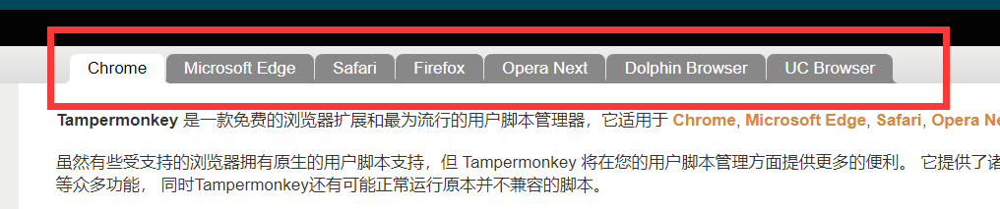 Chrome Microsoft Edge Safari Firefox Opera Next Dolphin Browser UC Browser
Tampermonkey 是一款免费的浏览器扩展和最为流行的用户脚本管理器，它适用于 Chrome, Microsoft Edge, Safari, Opera
虽然有些受支持的浏览器拥有原生的用户脚本支持，但 Tampermonkey 将在您的用户脚本管理方面提供更多的便利。 它提供了诸
等众多功能， 同时Tampermonkey还有可能正常运行原本并不兼容的脚本。